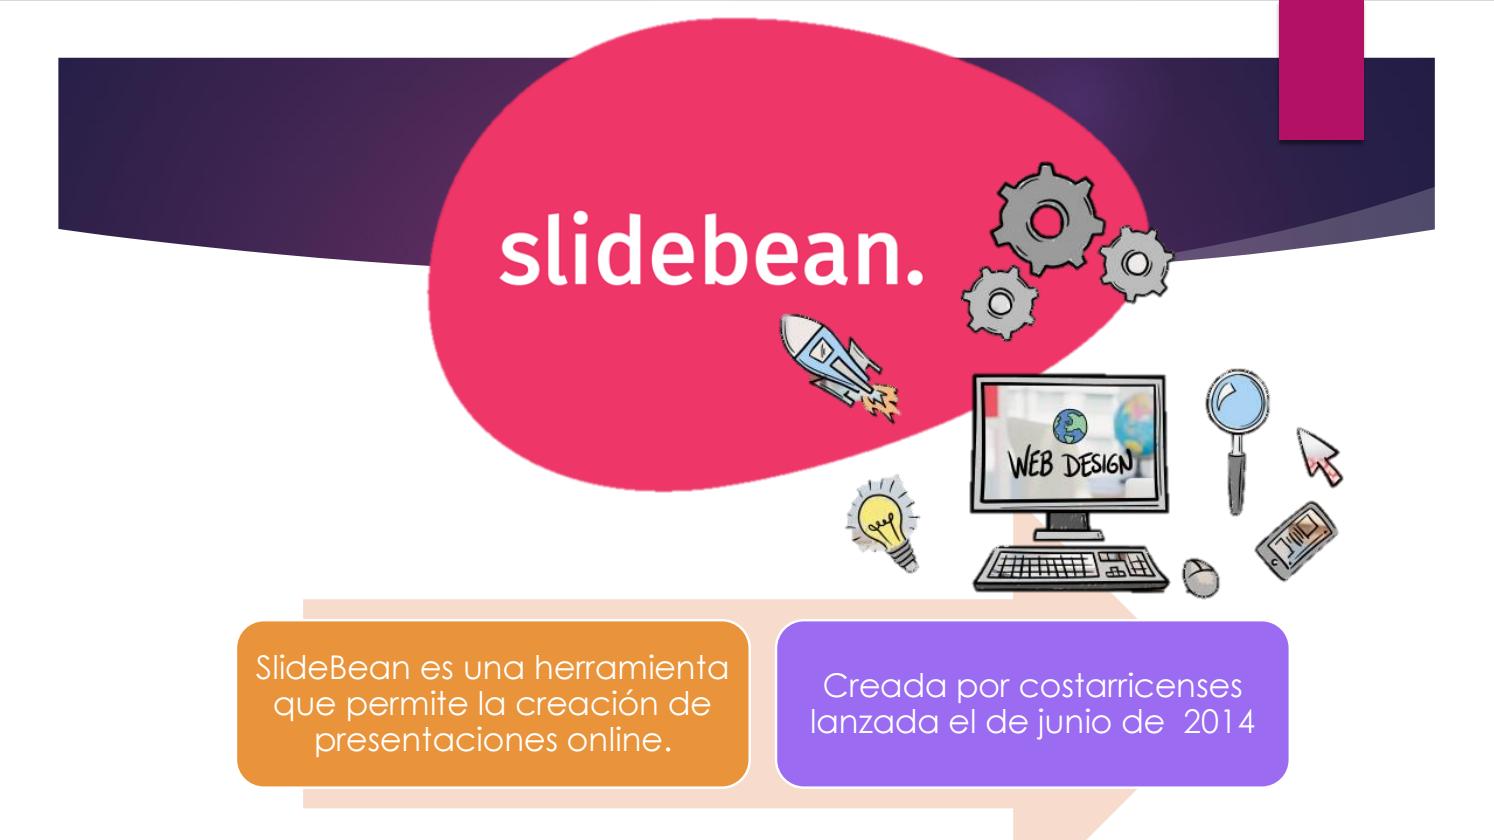 slidebean.
WEB DESIGN
SlideBean es una herramienta
que permite la creación de
presentaciones online.
Creada por costarricenses
lanzada el de junio de  2014